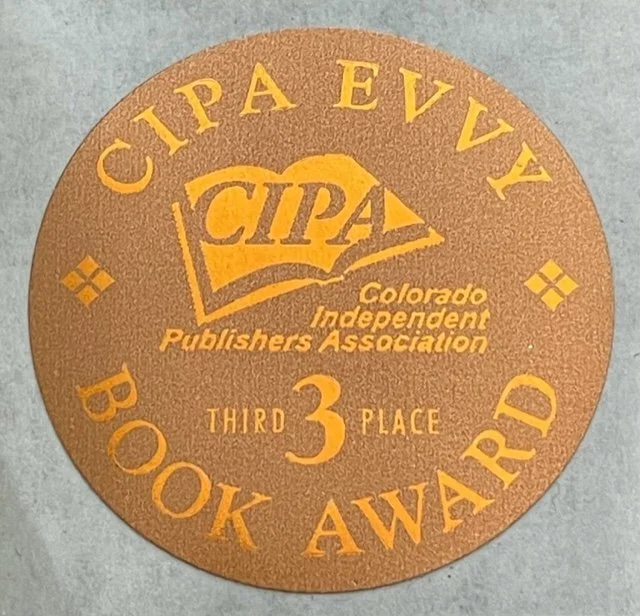 CIPA EVVY
CIPA
Colorado
Independent
Publishers Association
THIRD 3 PLACE
BOOK AWARD